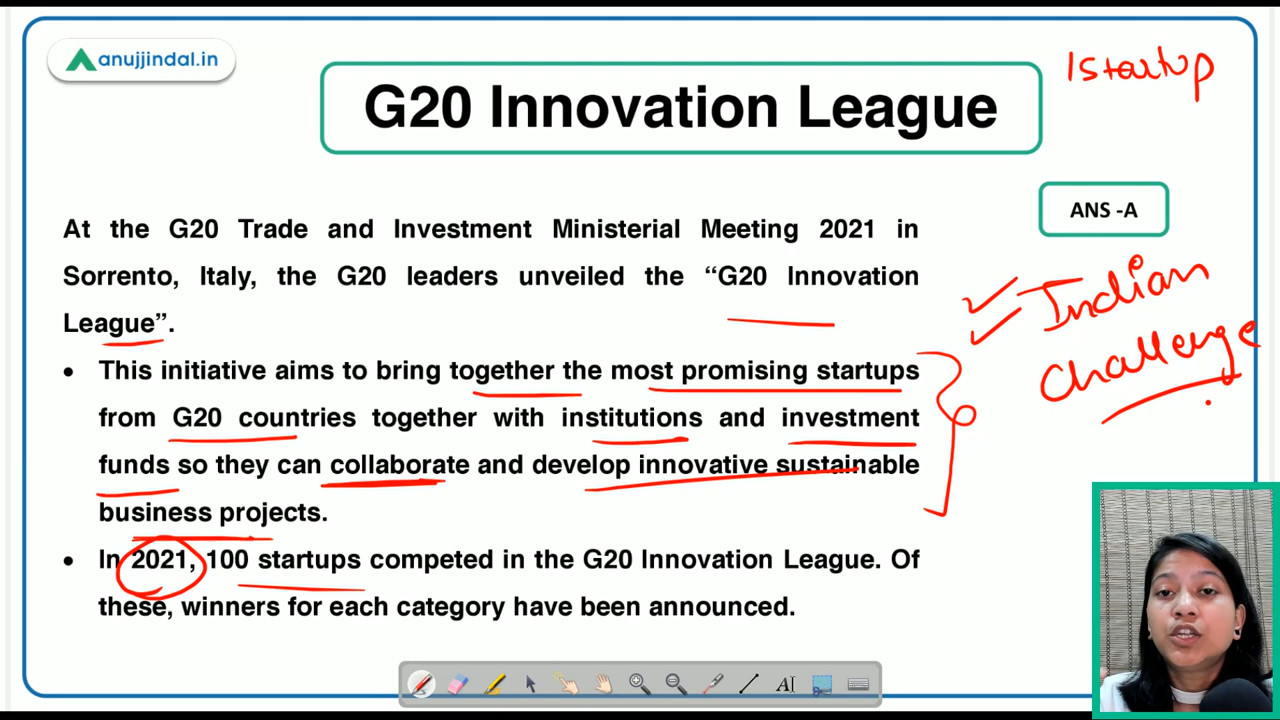 anujjindal.in
G20 Innovation League
1startup
ANS -A
At the G20 Trade and Investment Ministerial Meeting 2021 in
Sorrento, Italy, the G20 leaders unveiled the “G20 Innovation
League”.
Indian
Challenge
• This initiative aims to bring together the most promising startups
from G20 countries together with institutions and investment
funds so they can collaborate and develop innovative sustainable
business projects.
• In 2021, 100 startups competed in the G20 Innovation League. Of
these, winners for each category have been announced.
AI